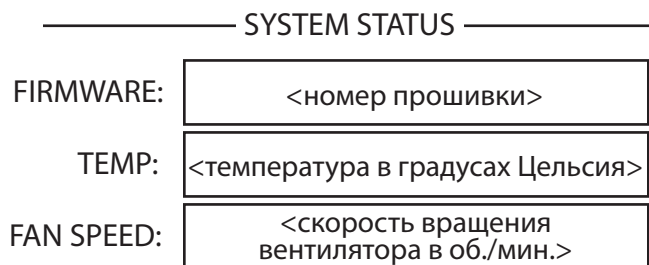 SYSTEM STATUS
FIRMWARE: <номер прошивки>
TEMP: <температура в градусах Цельсия>
FAN SPEED: <скорость вращения
вентилятора в об./мин.>